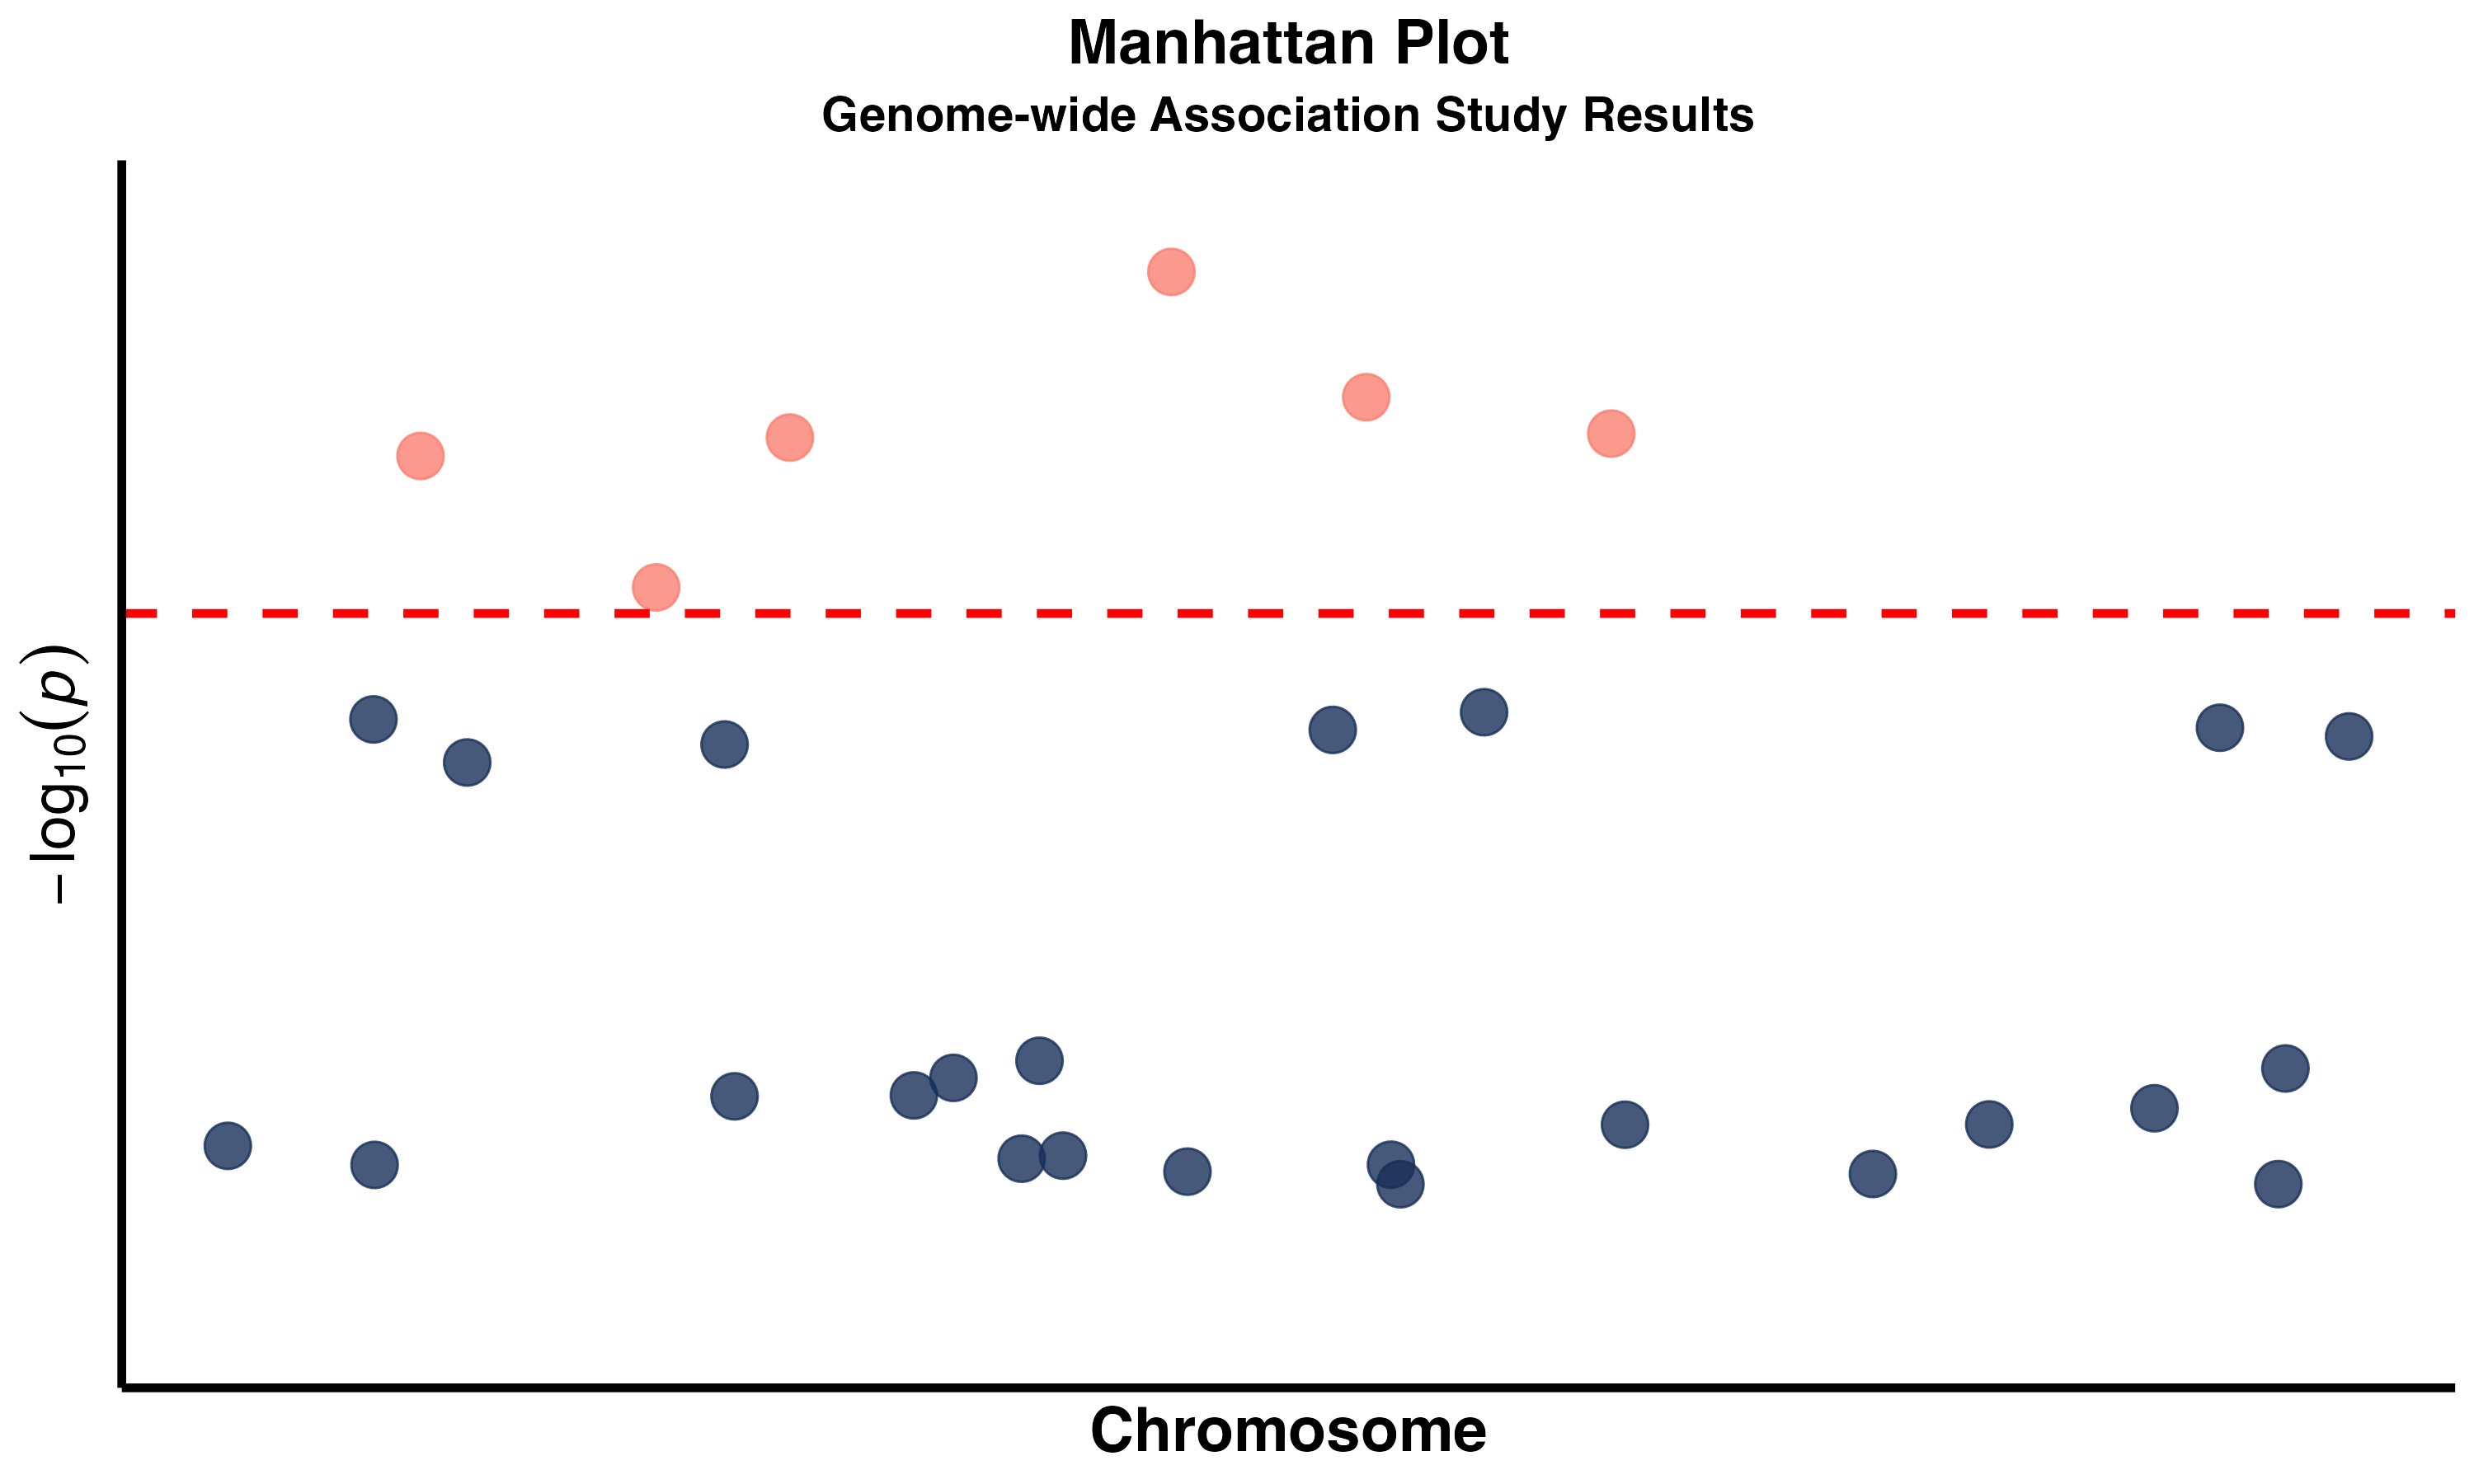 Manhattan Plot
Genome-wide Association Study Results
−log10(p)
Chromosome